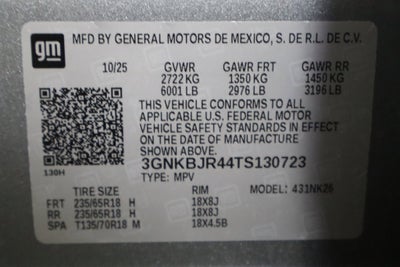 gm
MFD BY GENERAL MOTORS DE MEXICO, S. DE R.L. DE C.V.
10/25 GVWR GAWR FRT GAWR RR
2722 KG 1350 KG 1450 KG
6001 LB 2976 LB 3196 LB
THIS VEHICLE CONFORMS TO ALL
APPLICABLE U.S. FEDERAL MOTOR
VEHICLE SAFETY STANDARDS IN EFFECT
ON THE DATE OF MANUFACTURE
SHOWN ABOVE.
3GNKBJR44TS130723
130H TYPE: MPV MODEL: 431NK26
TIRE SIZE RIM
FRT 235/65R18 H 18X8J
RR 235/65R18 H 18X8J
SPA T135/70R18 M 18X4.5B